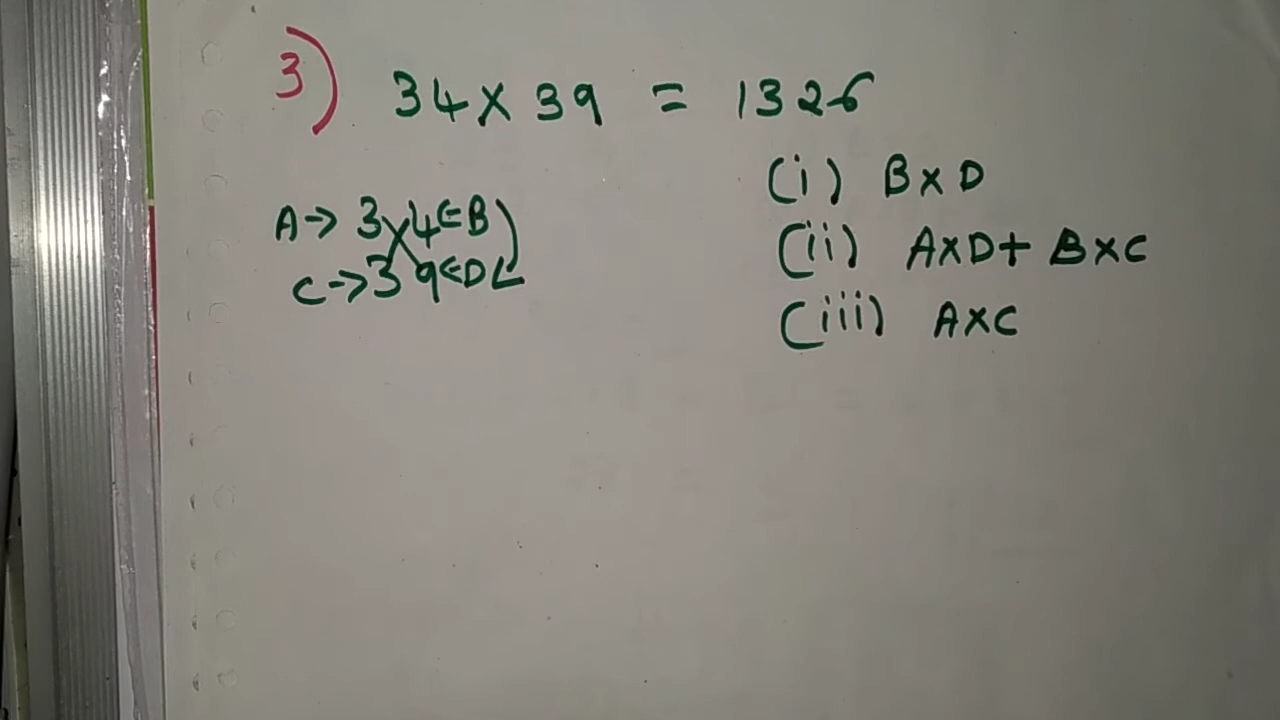 3) 34 × 39 = 1326
(i) B×D
A → 3 4 ← B
(ii) A×D + B×C
C → 3 9 ← D
(iii) A×C